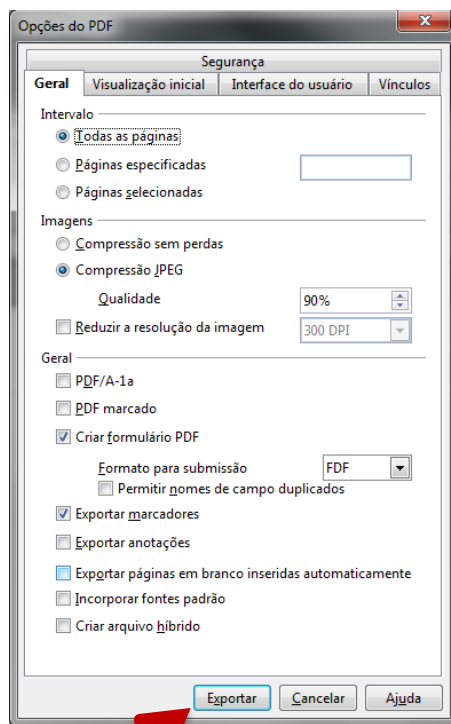 Opções do PDF
Segurança
Geral Visualização inicial Interface do usuário Vínculos
Intervalo
Todas as páginas
Páginas especificadas
Páginas selecionadas
Imagens
Compressão sem perdas
Compressão JPEG
Qualidade 90%
Reduzir a resolução da imagem 300 DPI
Geral
PDF/A-1a
PDF marcado
Criar formulário PDF
Formato para submissão FDF
Permitir nomes de campo duplicados
Exportar marcadores
Exportar anotações
Exportar páginas em branco inseridas automaticamente
Incorporar fontes padrão
Criar arquivo híbrido
Exportar Cancelar Ajuda